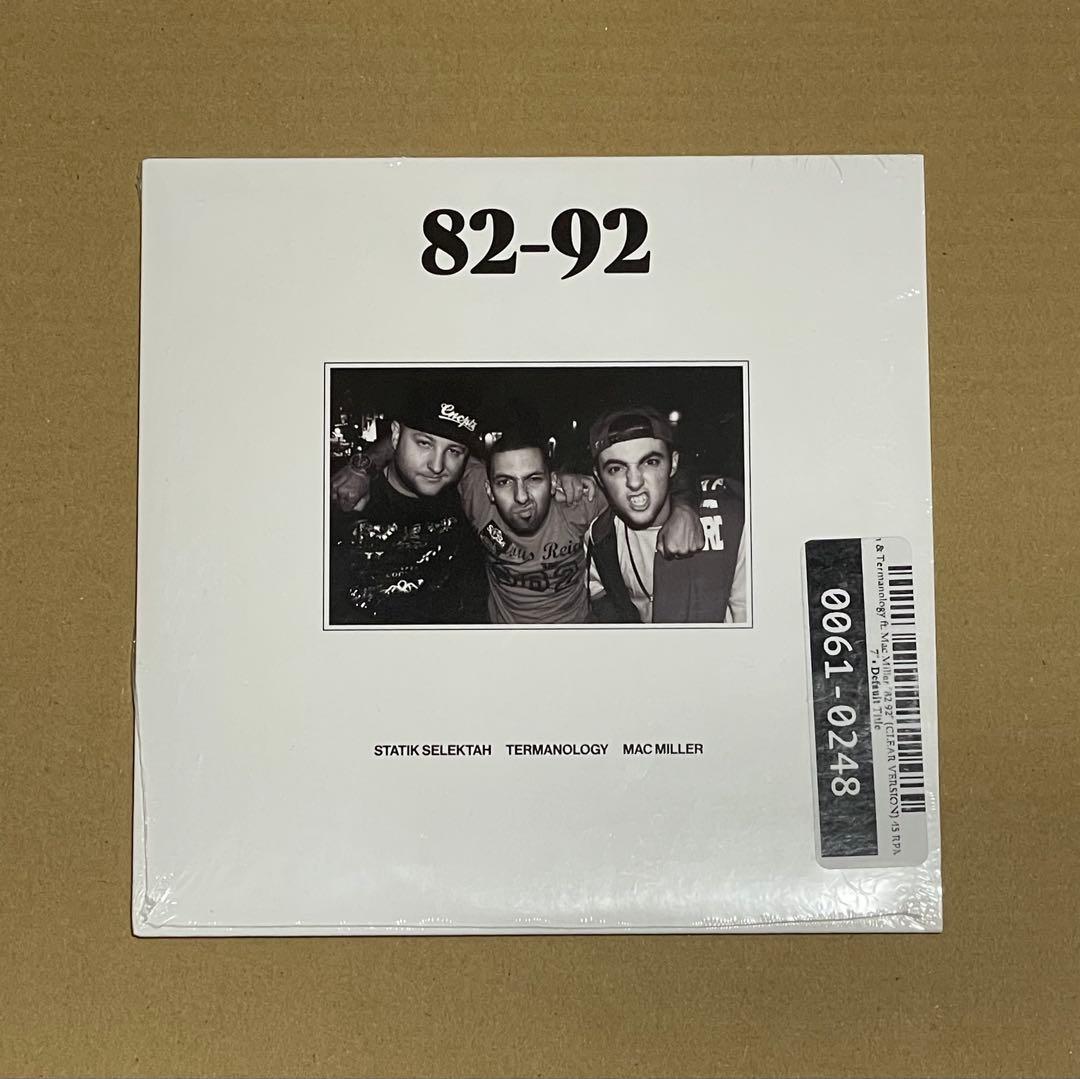 82-92
Cncpts
STATIK SELEKTAH TERMANOLOGY MAC MILLER
& Termanology ft. Mac Miller "82 92" (CLEAR VERSION) 45 RPM
7" . Default Title
0061-0248